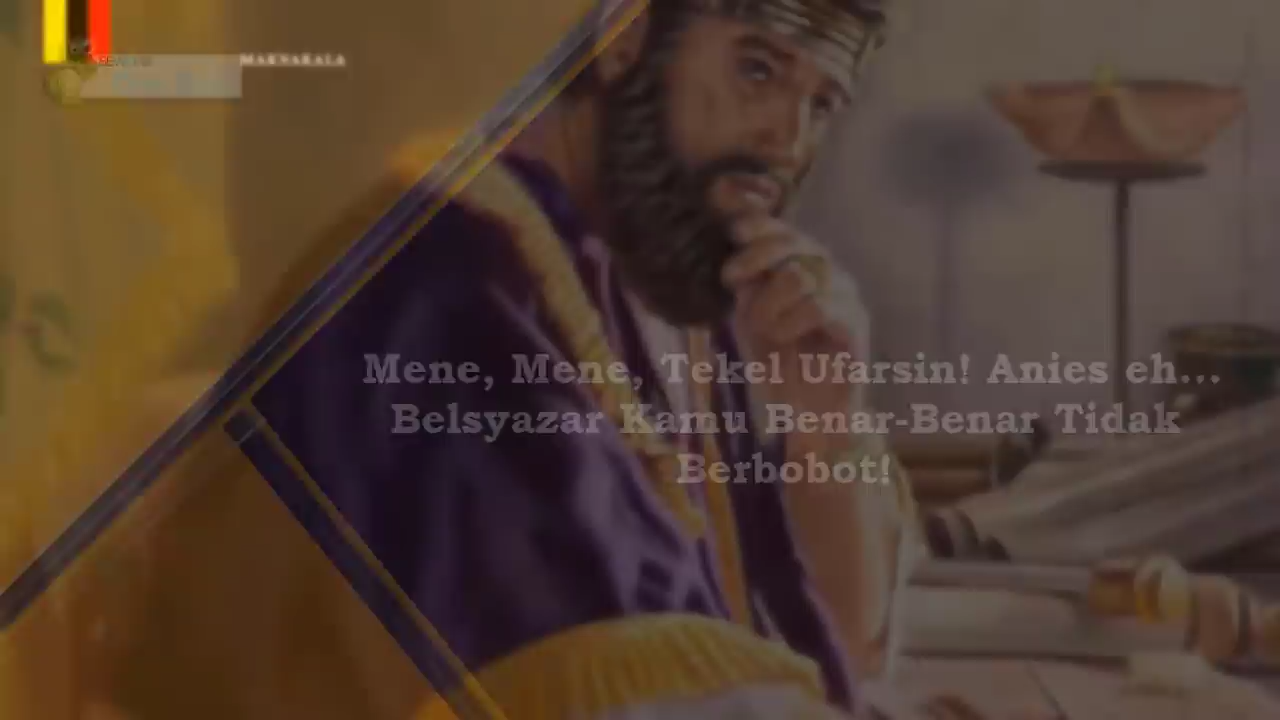 MAKNAKALA
Mene, Mene, Tekel Ufarsin! Anies eh...
Belsyazar Kamu Benar-Benar Tidak
Berbobot!